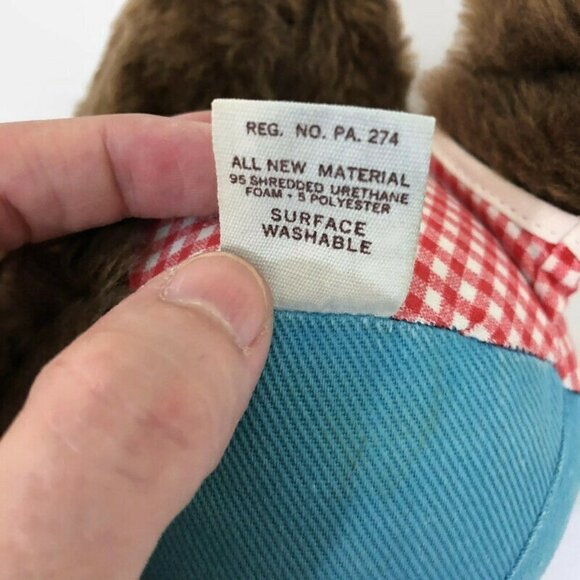 REG. NO. PA. 274
ALL NEW MATERIAL
95 SHREDDED URETHANE
FOAM • 5 POLYESTER
SURFACE
WASHABLE